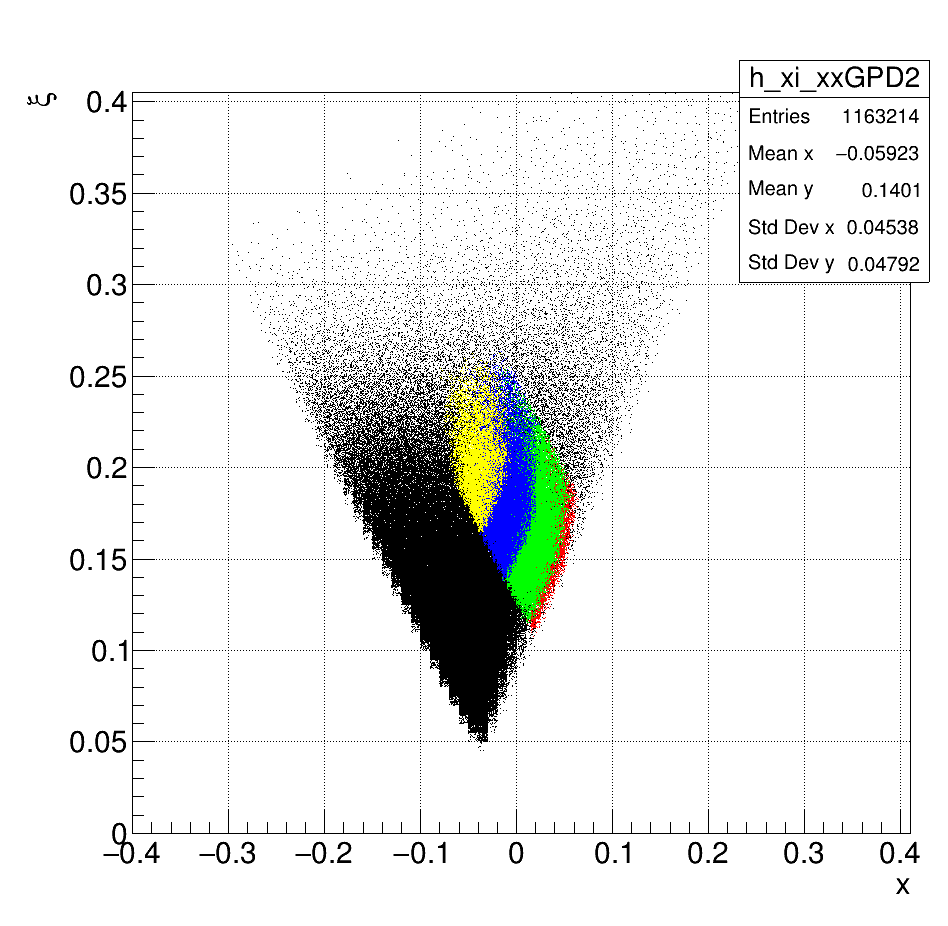 h_xi_xxGPD2
Entries 1163214
Mean x −0.05923
Mean y 0.1401
Std Dev x 0.04538
Std Dev y 0.04792
ξ
0.4
0.35
0.3
0.25
0.2
0.15
0.1
0.05
0
−0.4 −0.3 −0.2 −0.1 0 0.1 0.2 0.3 0.4
x